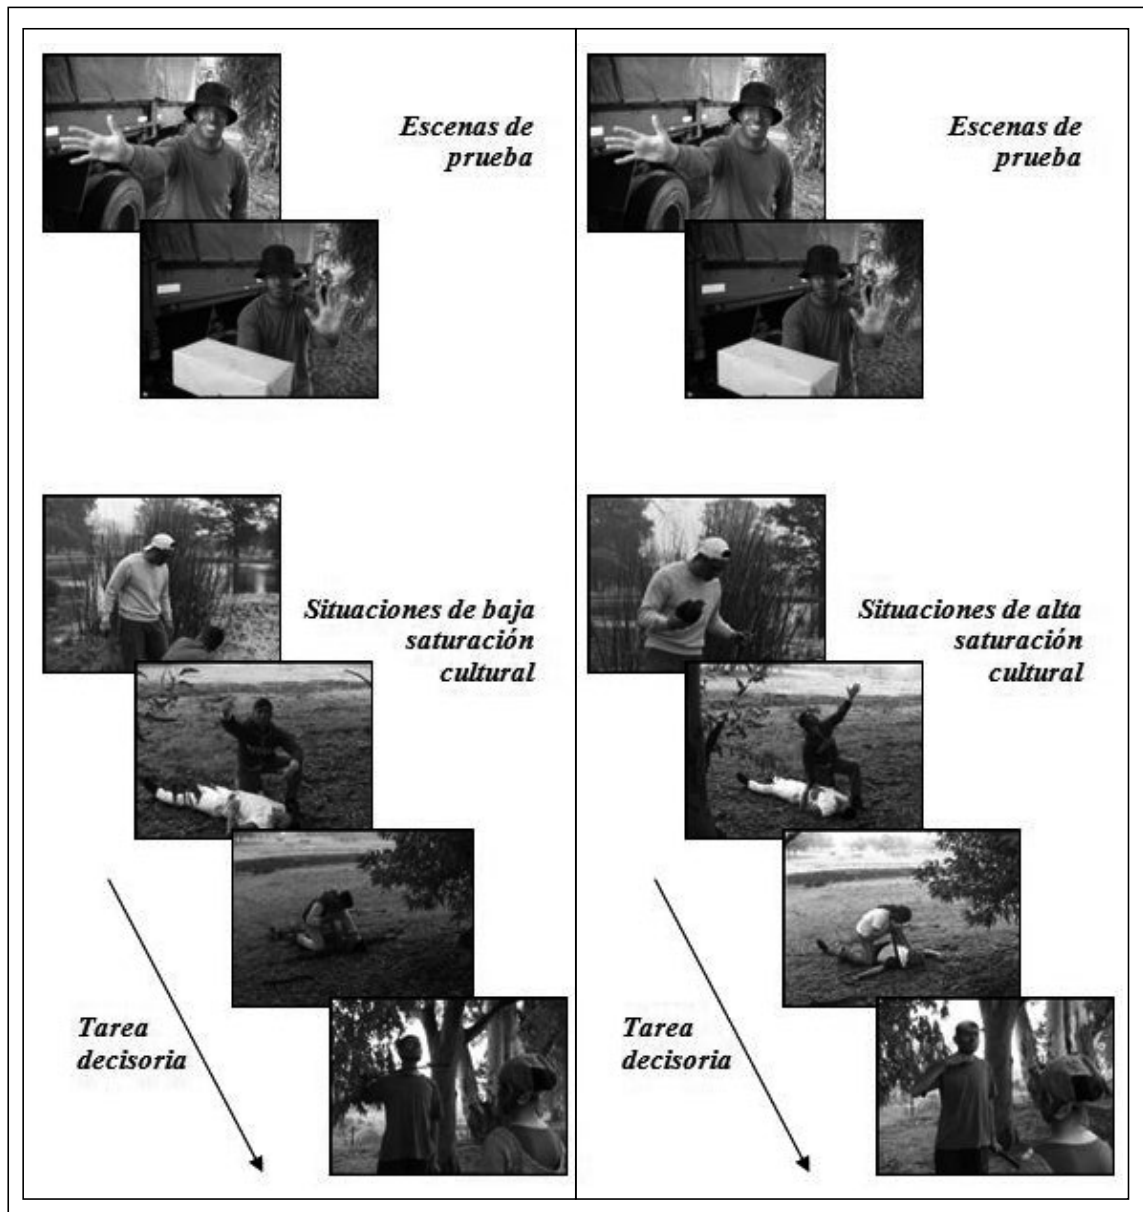 Escenas de
prueba
Escenas de
prueba
Situaciones de baja
saturación
cultural
Situaciones de alta
saturación
cultural
Tarea
decisoria
Tarea
decisoria